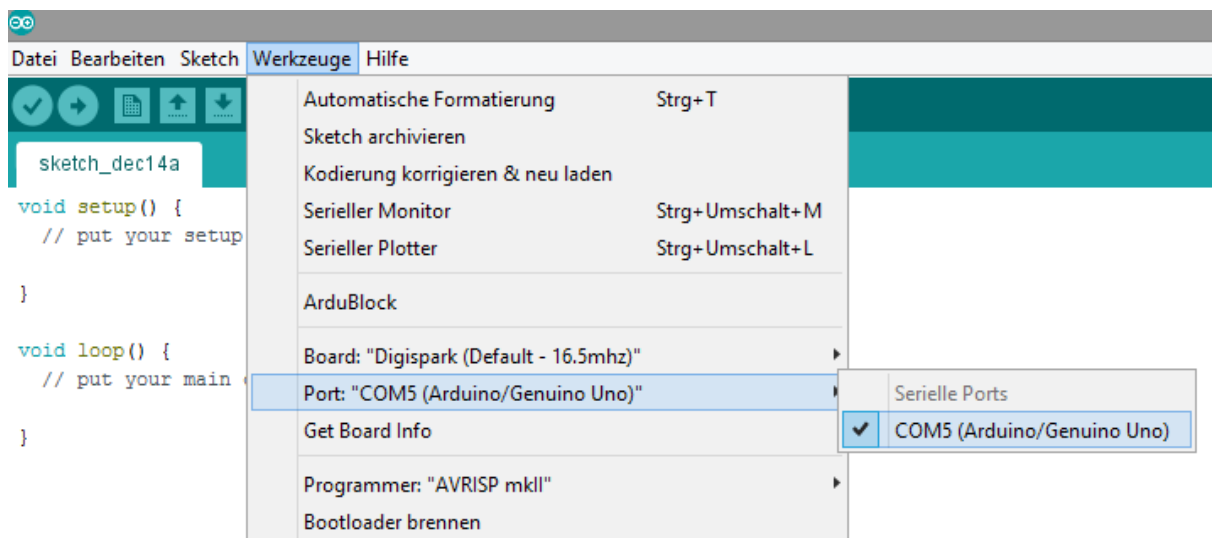 Datei Bearbeiten Sketch Werkzeuge Hilfe
sketch_dec14a
void setup() {
// put your setup
}
void loop() {
// put your main
}
Automatische Formatierung Strg+T
Sketch archivieren
Kodierung korrigieren & neu laden
Serieller Monitor Strg+Umschalt+M
Serieller Plotter Strg+Umschalt+L
ArduBlock
Board: "Digispark (Default - 16.5mhz)"
Port: "COM5 (Arduino/Genuino Uno)"
Get Board Info
Programmer: "AVRISP mkII"
Bootloader brennen
Serielle Ports
COM5 (Arduino/Genuino Uno)